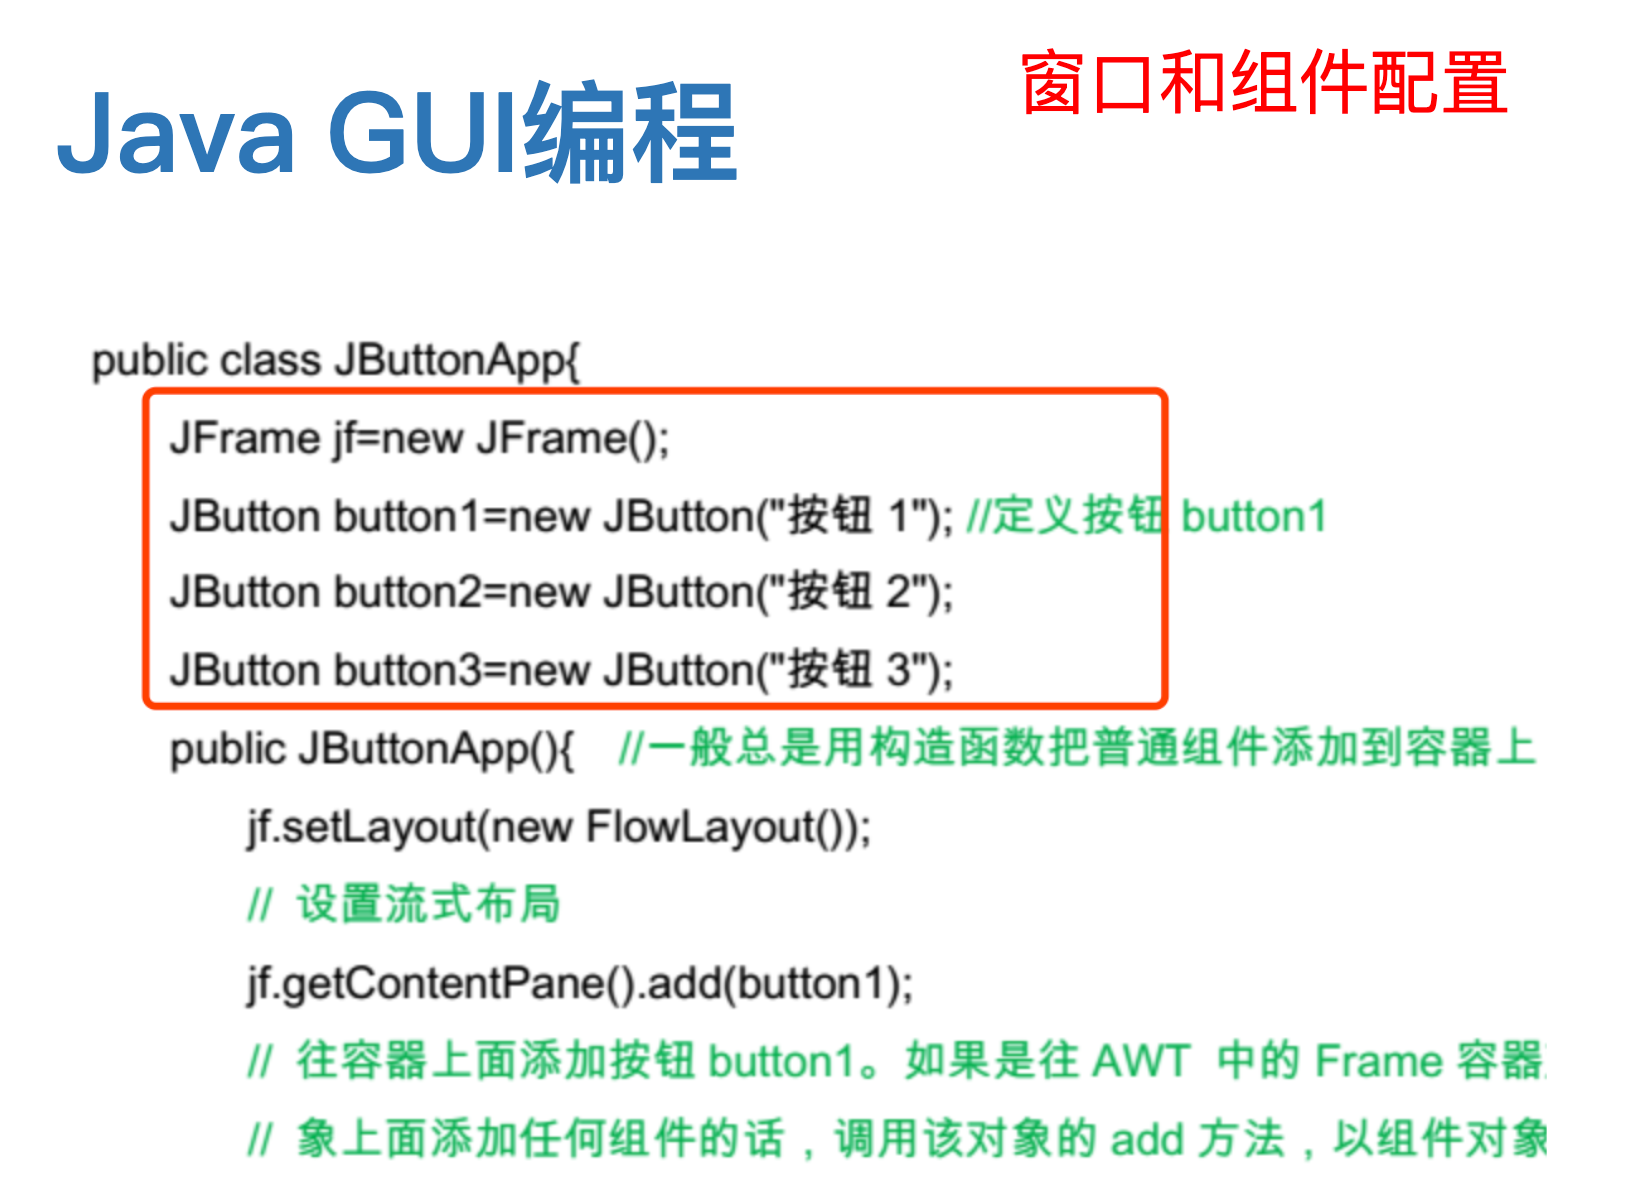 窗口和组件配置
Java GUI编程
public class JButtonApp{
JFrame jf=new JFrame();
JButton button1=new JButton("按钮 1"); //定义按钮 button1
JButton button2=new JButton("按钮 2");
JButton button3=new JButton("按钮 3");
public JButtonApp(){ //一般总是用构造函数把普通组件添加到容器上
jf.setLayout(new FlowLayout());
// 设置流式布局
jf.getContentPane().add(button1);
// 往容器上面添加按钮 button1。如果是往 AWT 中的 Frame 容器
// 象上面添加任何组件的话，调用该对象的 add 方法，以组件对象